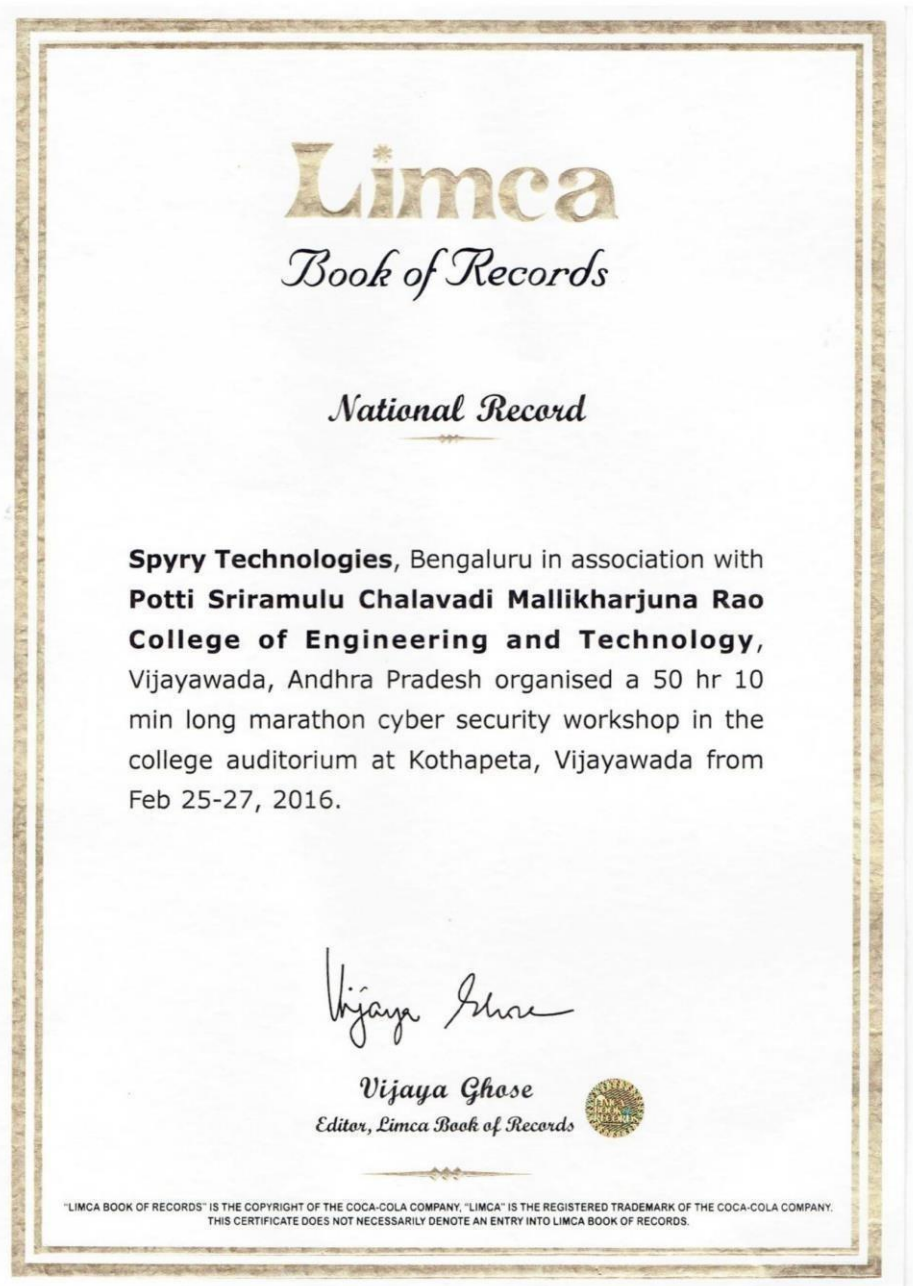 Limca
Book of Records
National Record
Spyry Technologies, Bengaluru in association with
Potti Sriramulu Chalavadi Mallikharjuna Rao
College of Engineering and Technology,
Vijayawada, Andhra Pradesh organised a 50 hr 10
min long marathon cyber security workshop in the
college auditorium at Kothapeta, Vijayawada from
Feb 25-27, 2016.
Vijaya Ghose
Vijaya Ghose
Editor, Limca Book of Records
LIMCA
BOOK OF
RECORDS
"LIMCA BOOK OF RECORDS" IS THE COPYRIGHT OF THE COCA-COLA COMPANY, "LIMCA" IS THE REGISTERED TRADEMARK OF THE COCA-COLA COMPANY.
THIS CERTIFICATE DOES NOT NECESSARILY DENOTE AN ENTRY INTO LIMCA BOOK OF RECORDS.